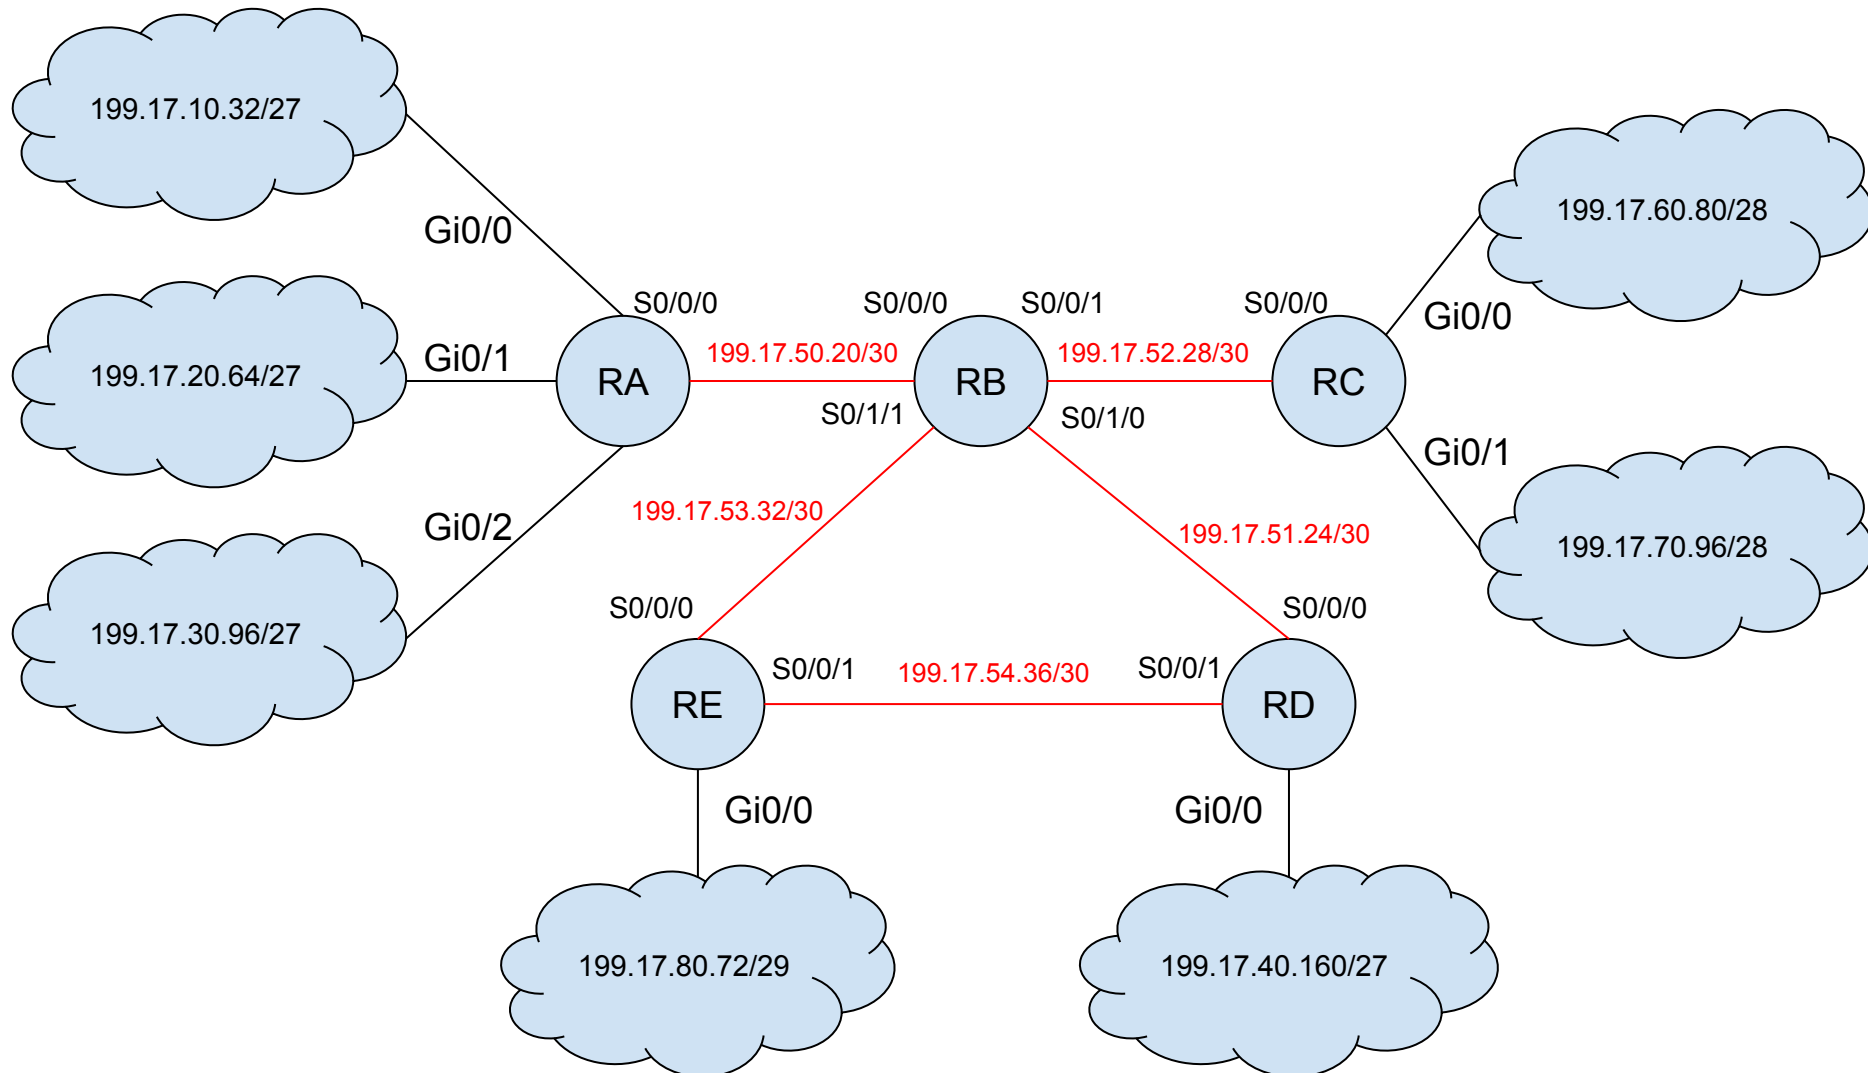 199.17.10.32/27
199.17.60.80/28
Gi0/0
S0/0/0
S0/0/0
S0/0/1
S0/0/0
Gi0/0
199.17.20.64/27
Gi0/1
RA
199.17.50.20/30
RB
199.17.52.28/30
RC
S0/1/1
S0/1/0
Gi0/1
199.17.30.96/27
Gi0/2
199.17.53.32/30
199.17.51.24/30
199.17.70.96/28
S0/0/0
S0/0/0
RE
S0/0/1
199.17.54.36/30
S0/0/1
RD
Gi0/0
Gi0/0
199.17.80.72/29
199.17.40.160/27